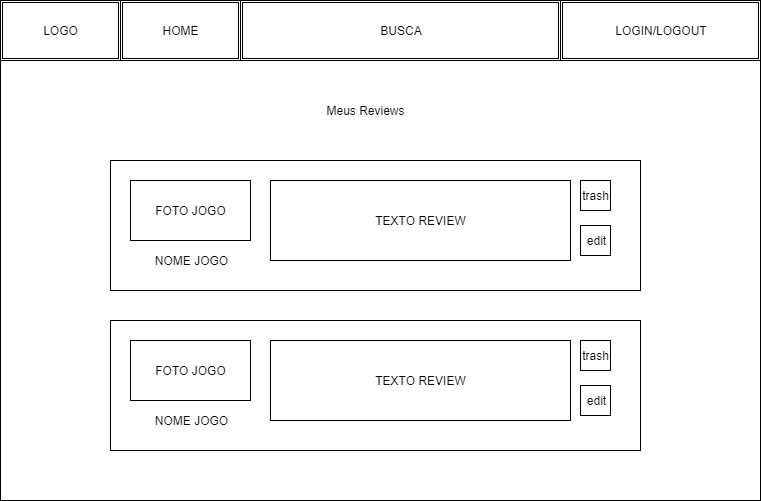 LOGO
HOME
BUSCA
LOGIN/LOGOUT
Meus Reviews
FOTO JOGO
TEXTO REVIEW
trash
edit
NOME JOGO
FOTO JOGO
TEXTO REVIEW
trash
edit
NOME JOGO